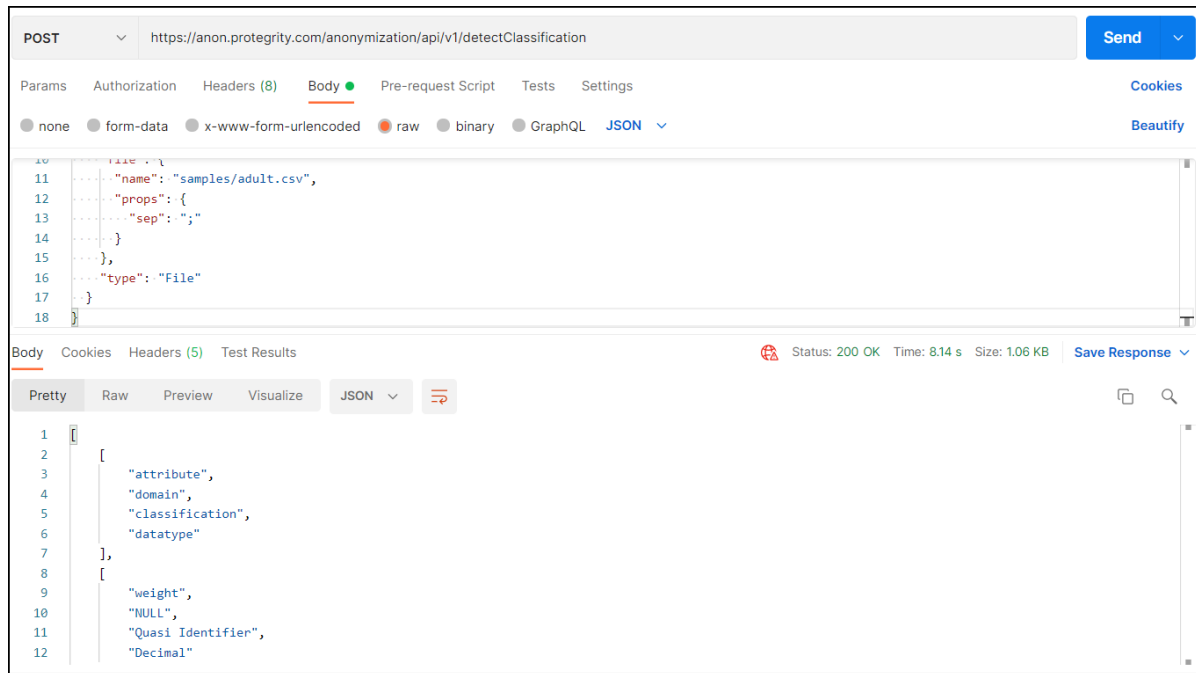 POST https://anon.protegrity.com/anonymization/api/v1/detectClassification Send
Params Authorization Headers (8) Body Pre-request Script Tests Settings Cookies
none form-data x-www-form-urlencoded raw binary GraphQL JSON Beautify
10 "file": {
11 "name": "samples/adult.csv",
12 "props": {
13 "sep": ";"
14 }
15 },
16 "type": "File"
17 }
18 }
Body Cookies Headers (5) Test Results Status: 200 OK Time: 8.14 s Size: 1.06 KB Save Response
Pretty Raw Preview Visualize JSON
1 [
2 [
3 "attribute",
4 "domain",
5 "classification",
6 "datatype"
7 ],
8 [
9 "weight",
10 "NULL",
11 "Quasi Identifier",
12 "Decimal"